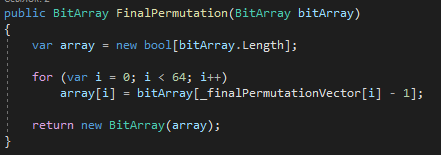 public BitArray FinalPermutation(BitArray bitArray)
{
var array = new bool[bitArray.Length];
for (var i = 0; i < 64; i++)
array[i] = bitArray[_finalPermutationVector[i] - 1];
return new BitArray(array);
}